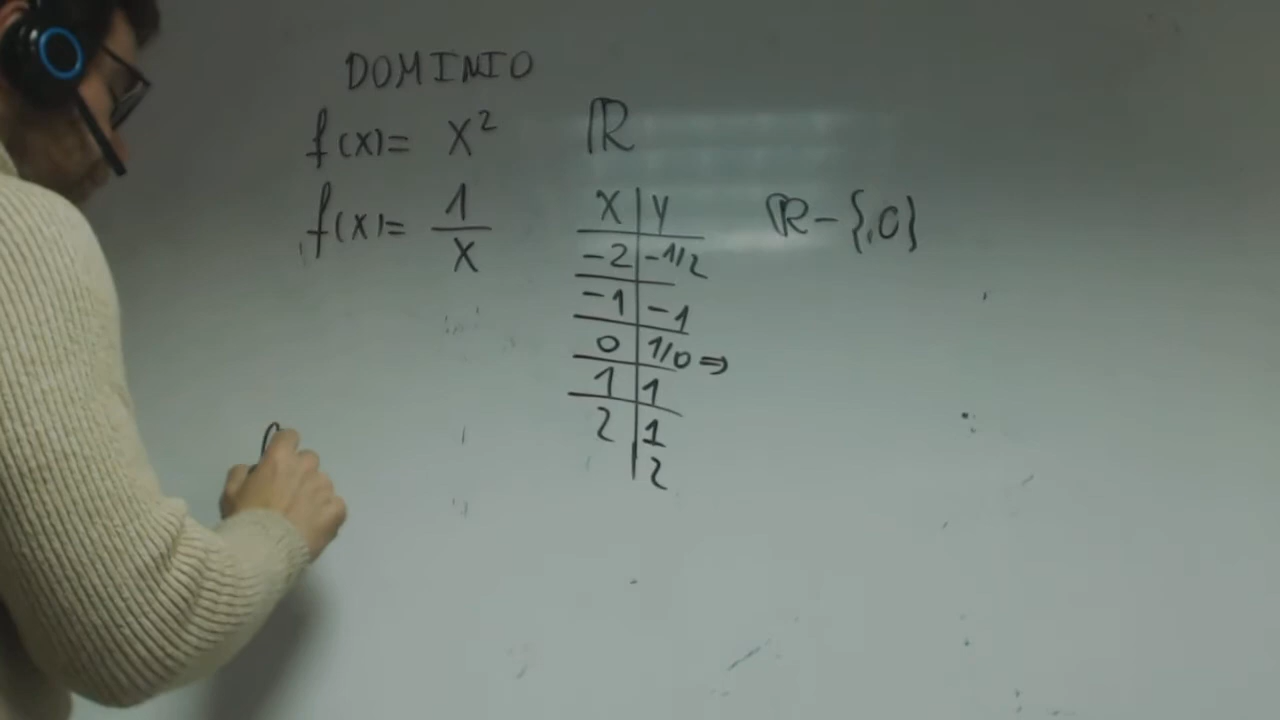 DOMINIO
f(x)= x² ℝ
f(x)= 1/x
x | y ℝ-{0}
-2 | -1/2
-1 | -1
0 | 1/0 ⇒
1 | 1
2 | 1
2